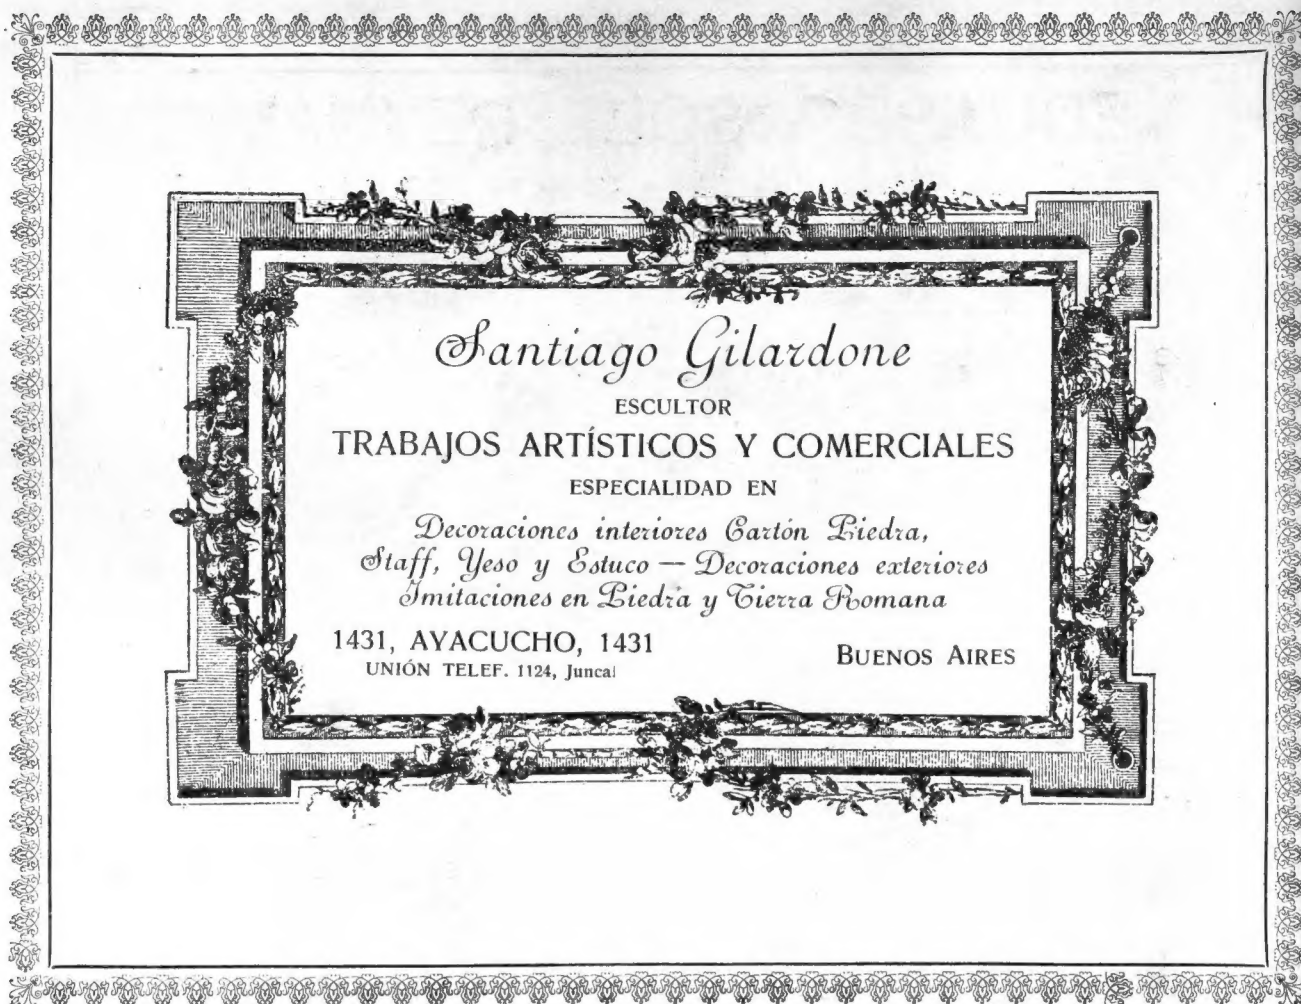 Santiago Gilardone
ESCULTOR
TRABAJOS ARTÍSTICOS Y COMERCIALES
ESPECIALIDAD EN
Decoraciones interiores Cartón Piedra,
Staff, Yeso y Estuco — Decoraciones exteriores
Imitaciones en Piedra y Tierra Romana
1431, AYACUCHO, 1431
UNIÓN TELEF. 1124, Juncal
BUENOS AIRES